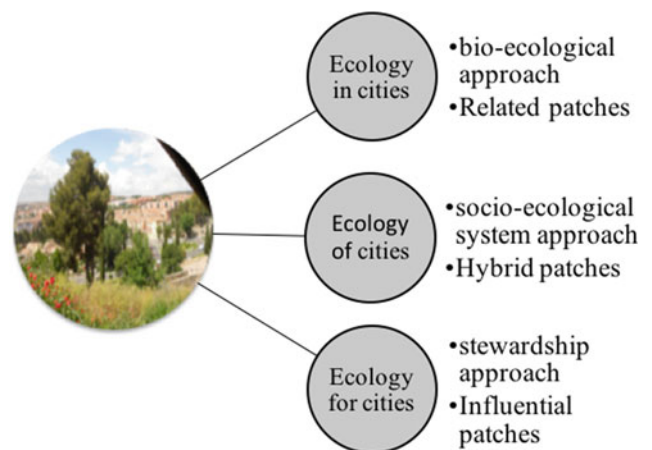 Ecology
in cities
•bio-ecological
approach
•Related patches
Ecology
of cities
•socio-ecological
system approach
•Hybrid patches
Ecology
for cities
•stewardship
approach
•Influential
patches